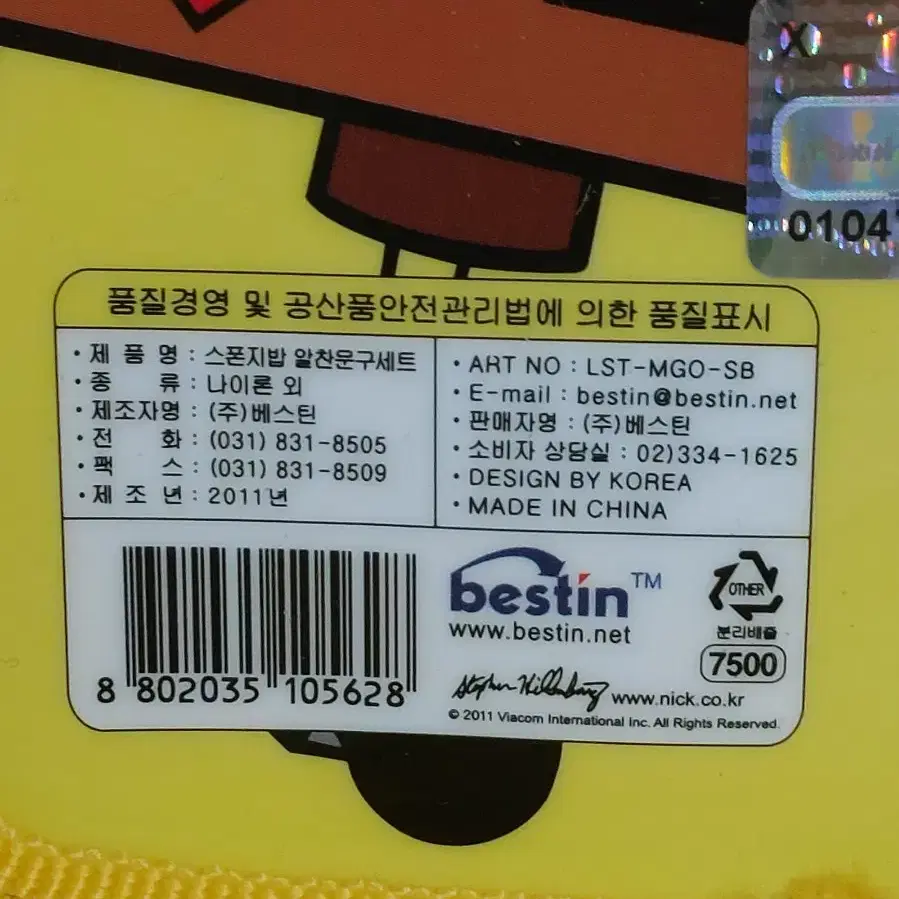 X
0104
품질경영 및 공산품안전관리법에 의한 품질표시
· 제 품 명 : 스폰지밥 알찬문구세트
· 종 류 : 나이론 외
· 제조자명 : (주)베스틴
· 전 화 : (031) 831-8505
· 팩 스 : (031) 831-8509
· 제 조 년 : 2011년
· ART NO : LST-MGO-SB
· E-mail : bestin@bestin.net
· 판매자명 : (주)베스틴
· 소비자 상담실 : 02)334-1625
· DESIGN BY KOREA
· MADE IN CHINA
8 802035 105628
bestin™
www.bestin.net
OTHER
분리배출
7500
Stephen Hillenburg www.nick.co.kr
© 2011 Viacom International Inc. All Rights Reserved.